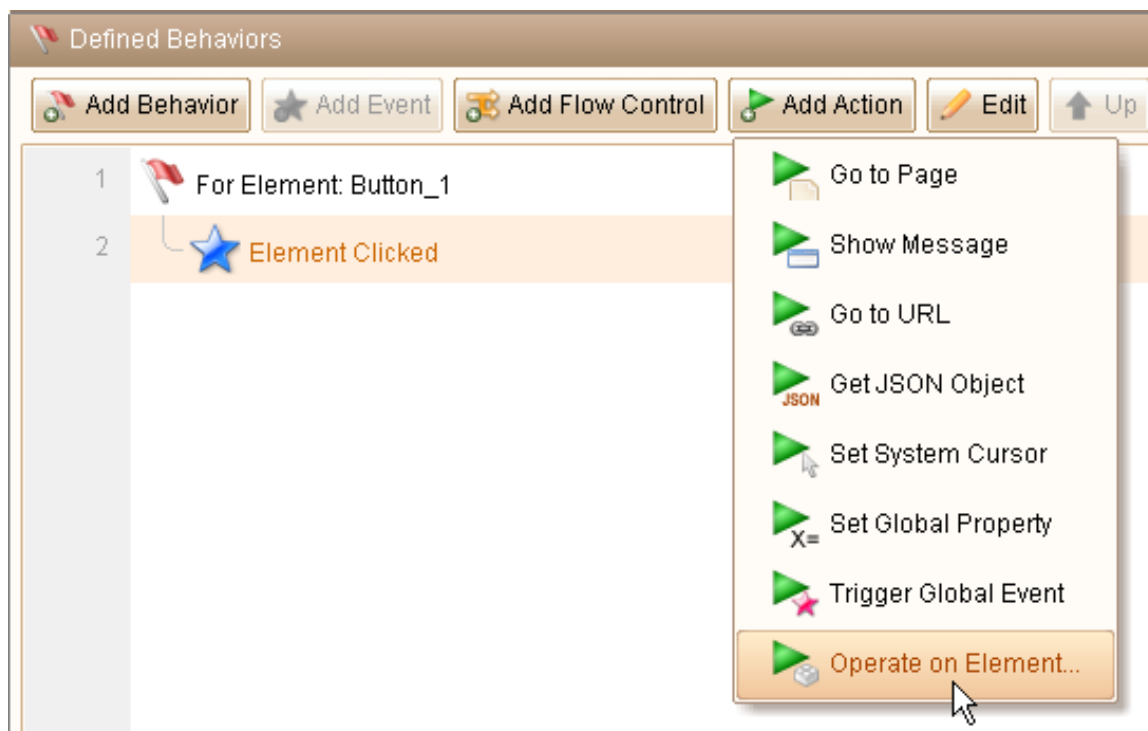 Defined Behaviors
Add Behavior Add Event Add Flow Control Add Action Edit Up
1 For Element: Button_1
2 Element Clicked
Go to Page
Show Message
Go to URL
JSON Get JSON Object
Set System Cursor
X= Set Global Property
Trigger Global Event
Operate on Element...